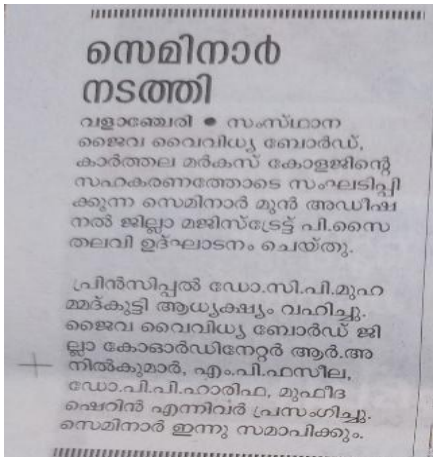 സെമിനാർ
നടത്തി
വളാഞ്ചേരി ● സംസ്ഥാന
ജൈവ വൈവിധ്യ ബോർഡ്,
കാർത്തല മർകസ് കോളജിന്റെ
സഹകരണത്തോടെ സംഘടിപ്പി
ക്കുന്ന സെമിനാർ മുൻ അഡീഷ
നൽ ജില്ലാ മജിസ്ട്രേട്ട് പി.സൈ
തലവി ഉദ്ഘാടനം ചെയ്തു.
പ്രിൻസിപ്പൽ ഡോ.സി.പി.മുഹ
മ്മദ്കുട്ടി ആധ്യക്ഷ്യം വഹിച്ചു.
ജൈവ വൈവിധ്യ ബോർഡ് ജി
ല്ലാ കോഓർഡിനേറ്റർ ആർ.അ
നിൽകുമാർ, എം.പി.ഫസീല,
ഡോ.പി.പി.ഹാരിഫ, മുഫീദ
ഷെറിൻ എന്നിവർ പ്രസംഗിച്ചു.
സെമിനാർ ഇന്നു സമാപിക്കും.